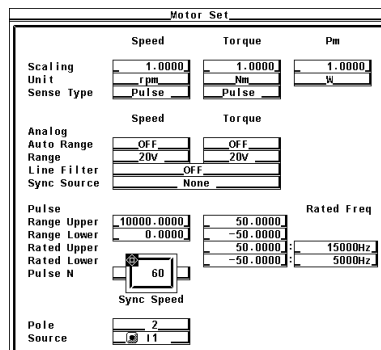 Motor Set
Speed Torque Pm
Scaling 1.0000 1.0000 1.0000
Unit rpm Nm W
Sense Type Pulse Pulse
Speed Torque
Analog
Auto Range OFF OFF
Range 20V 20V
Line Filter OFF
Sync Source None
Pulse Rated Freq
Range Upper 10000.0000 50.0000
Range Lower 0.0000 -50.0000
Rated Upper 50.0000 : 15000Hz
Rated Lower -50.0000 : 5000Hz
Pulse N 60
Sync Speed
Pole 2
Source I1